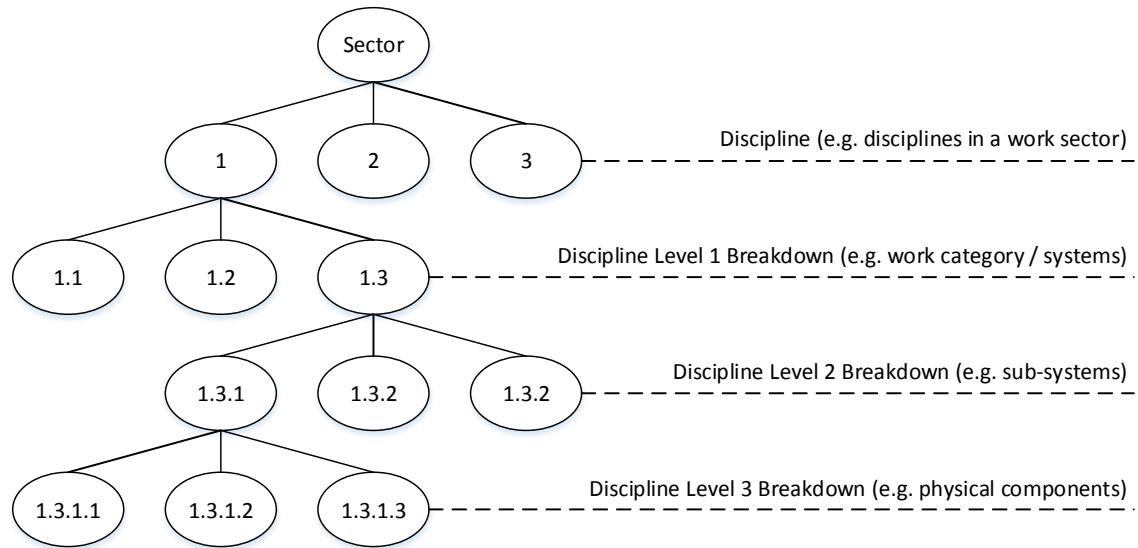 Sector
1
2
3
Discipline (e.g. disciplines in a work sector)
1.1
1.2
1.3
Discipline Level 1 Breakdown (e.g. work category / systems)
1.3.1
1.3.2
1.3.2
Discipline Level 2 Breakdown (e.g. sub-systems)
1.3.1.1
1.3.1.2
1.3.1.3
Discipline Level 3 Breakdown (e.g. physical components)